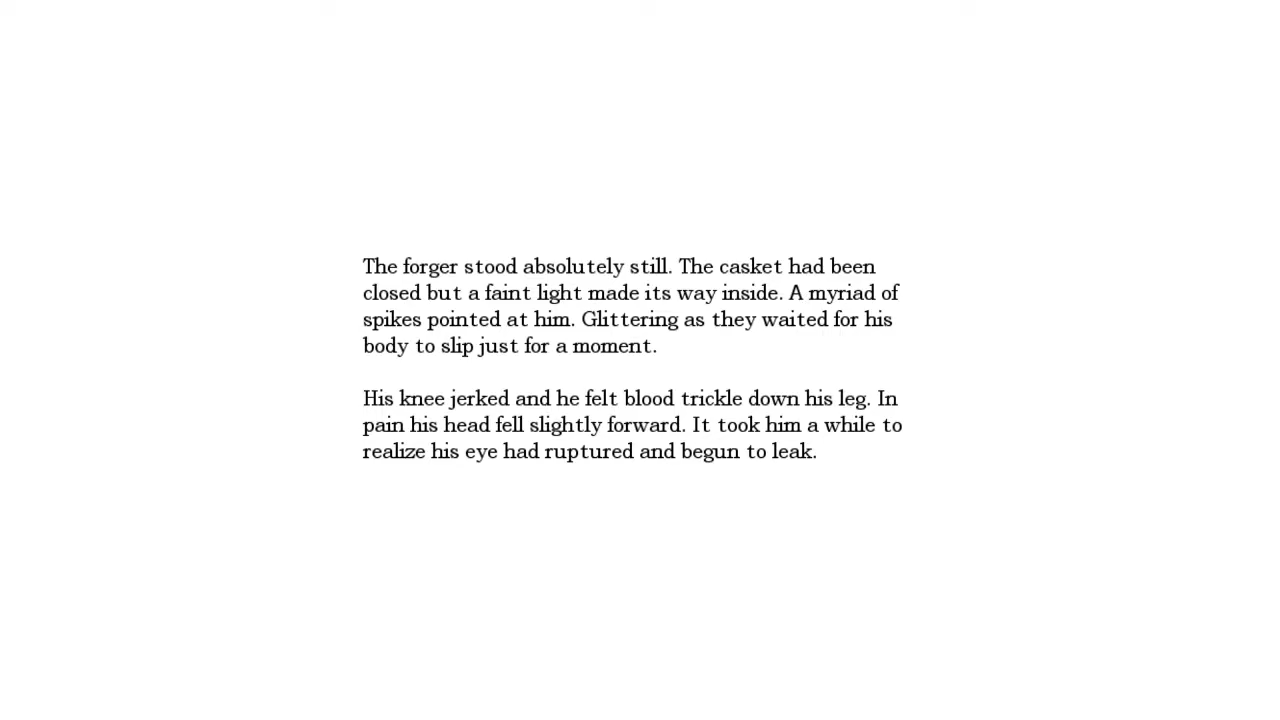 The forger stood absolutely still. The casket had been
closed but a faint light made its way inside. A myriad of
spikes pointed at him. Glittering as they waited for his
body to slip just for a moment.
His knee jerked and he felt blood trickle down his leg. In
pain his head fell slightly forward. It took him a while to
realize his eye had ruptured and begun to leak.